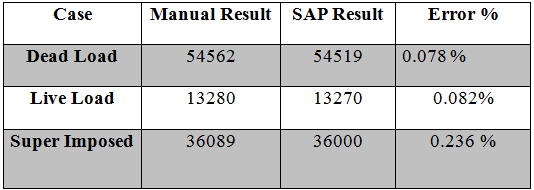 Case Manual Result SAP Result Error %
Dead Load 54562 54519 0.078 %
Live Load 13280 13270 0.082%
Super Imposed 36089 36000 0.236 %